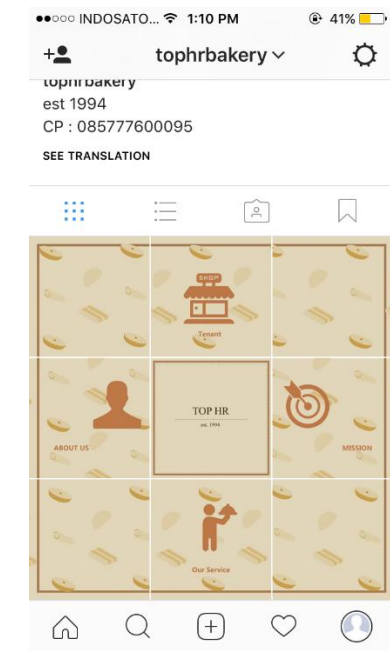 INDOSATO... 1:10 PM 41%
tophrbakery
tophrbakery
est 1994
CP : 085777600095
SEE TRANSLATION
SHOP
Tenant
ABOUT US
TOP HR
est. 1994
MISSION
Our Service